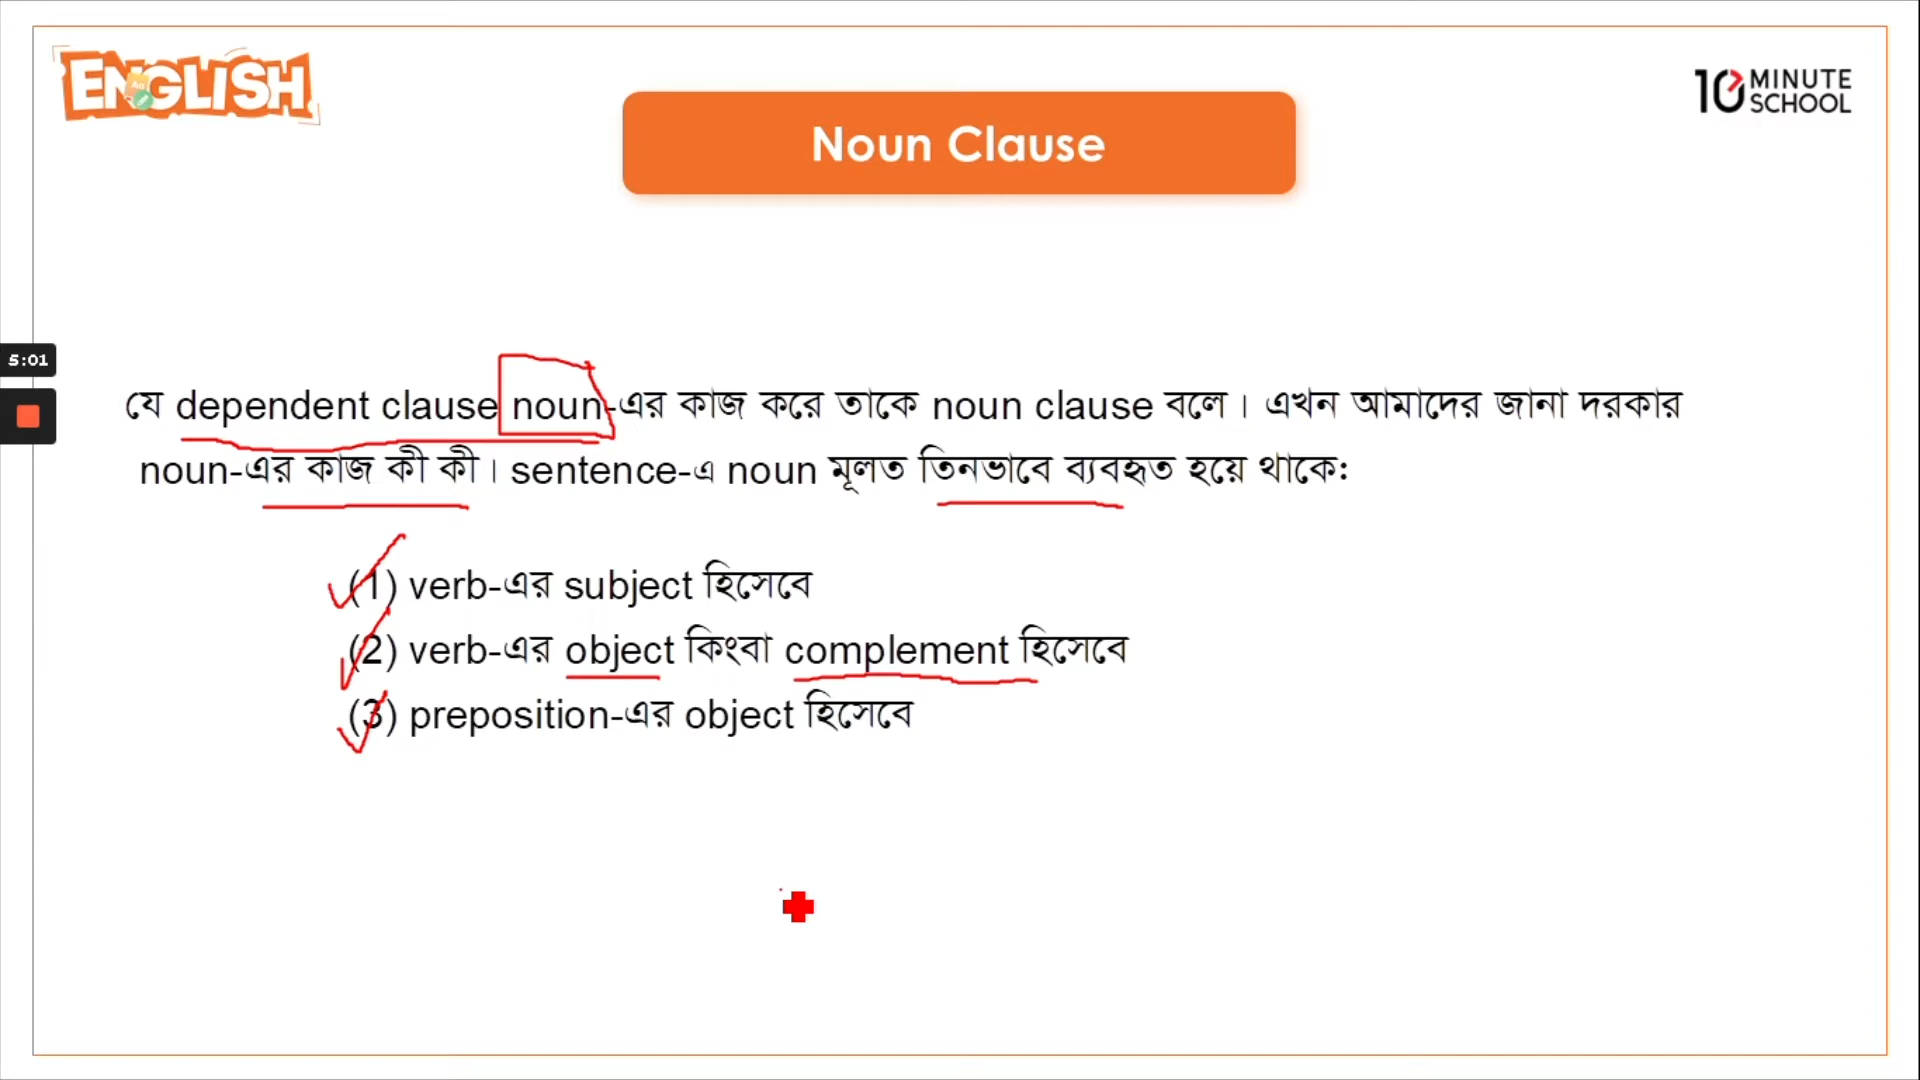 ENGLISH
10 MINUTE
SCHOOL
Noun Clause
5:01
যে dependent clause noun-এর কাজ করে তাকে noun clause বলে। এখন আমাদের জানা দরকার
noun-এর কাজ কী কী। sentence-এ noun মূলত তিনভাবে ব্যবহৃত হয়ে থাকে:
(1) verb-এর subject হিসেবে
(2) verb-এর object কিংবা complement হিসেবে
(3) preposition-এর object হিসেবে